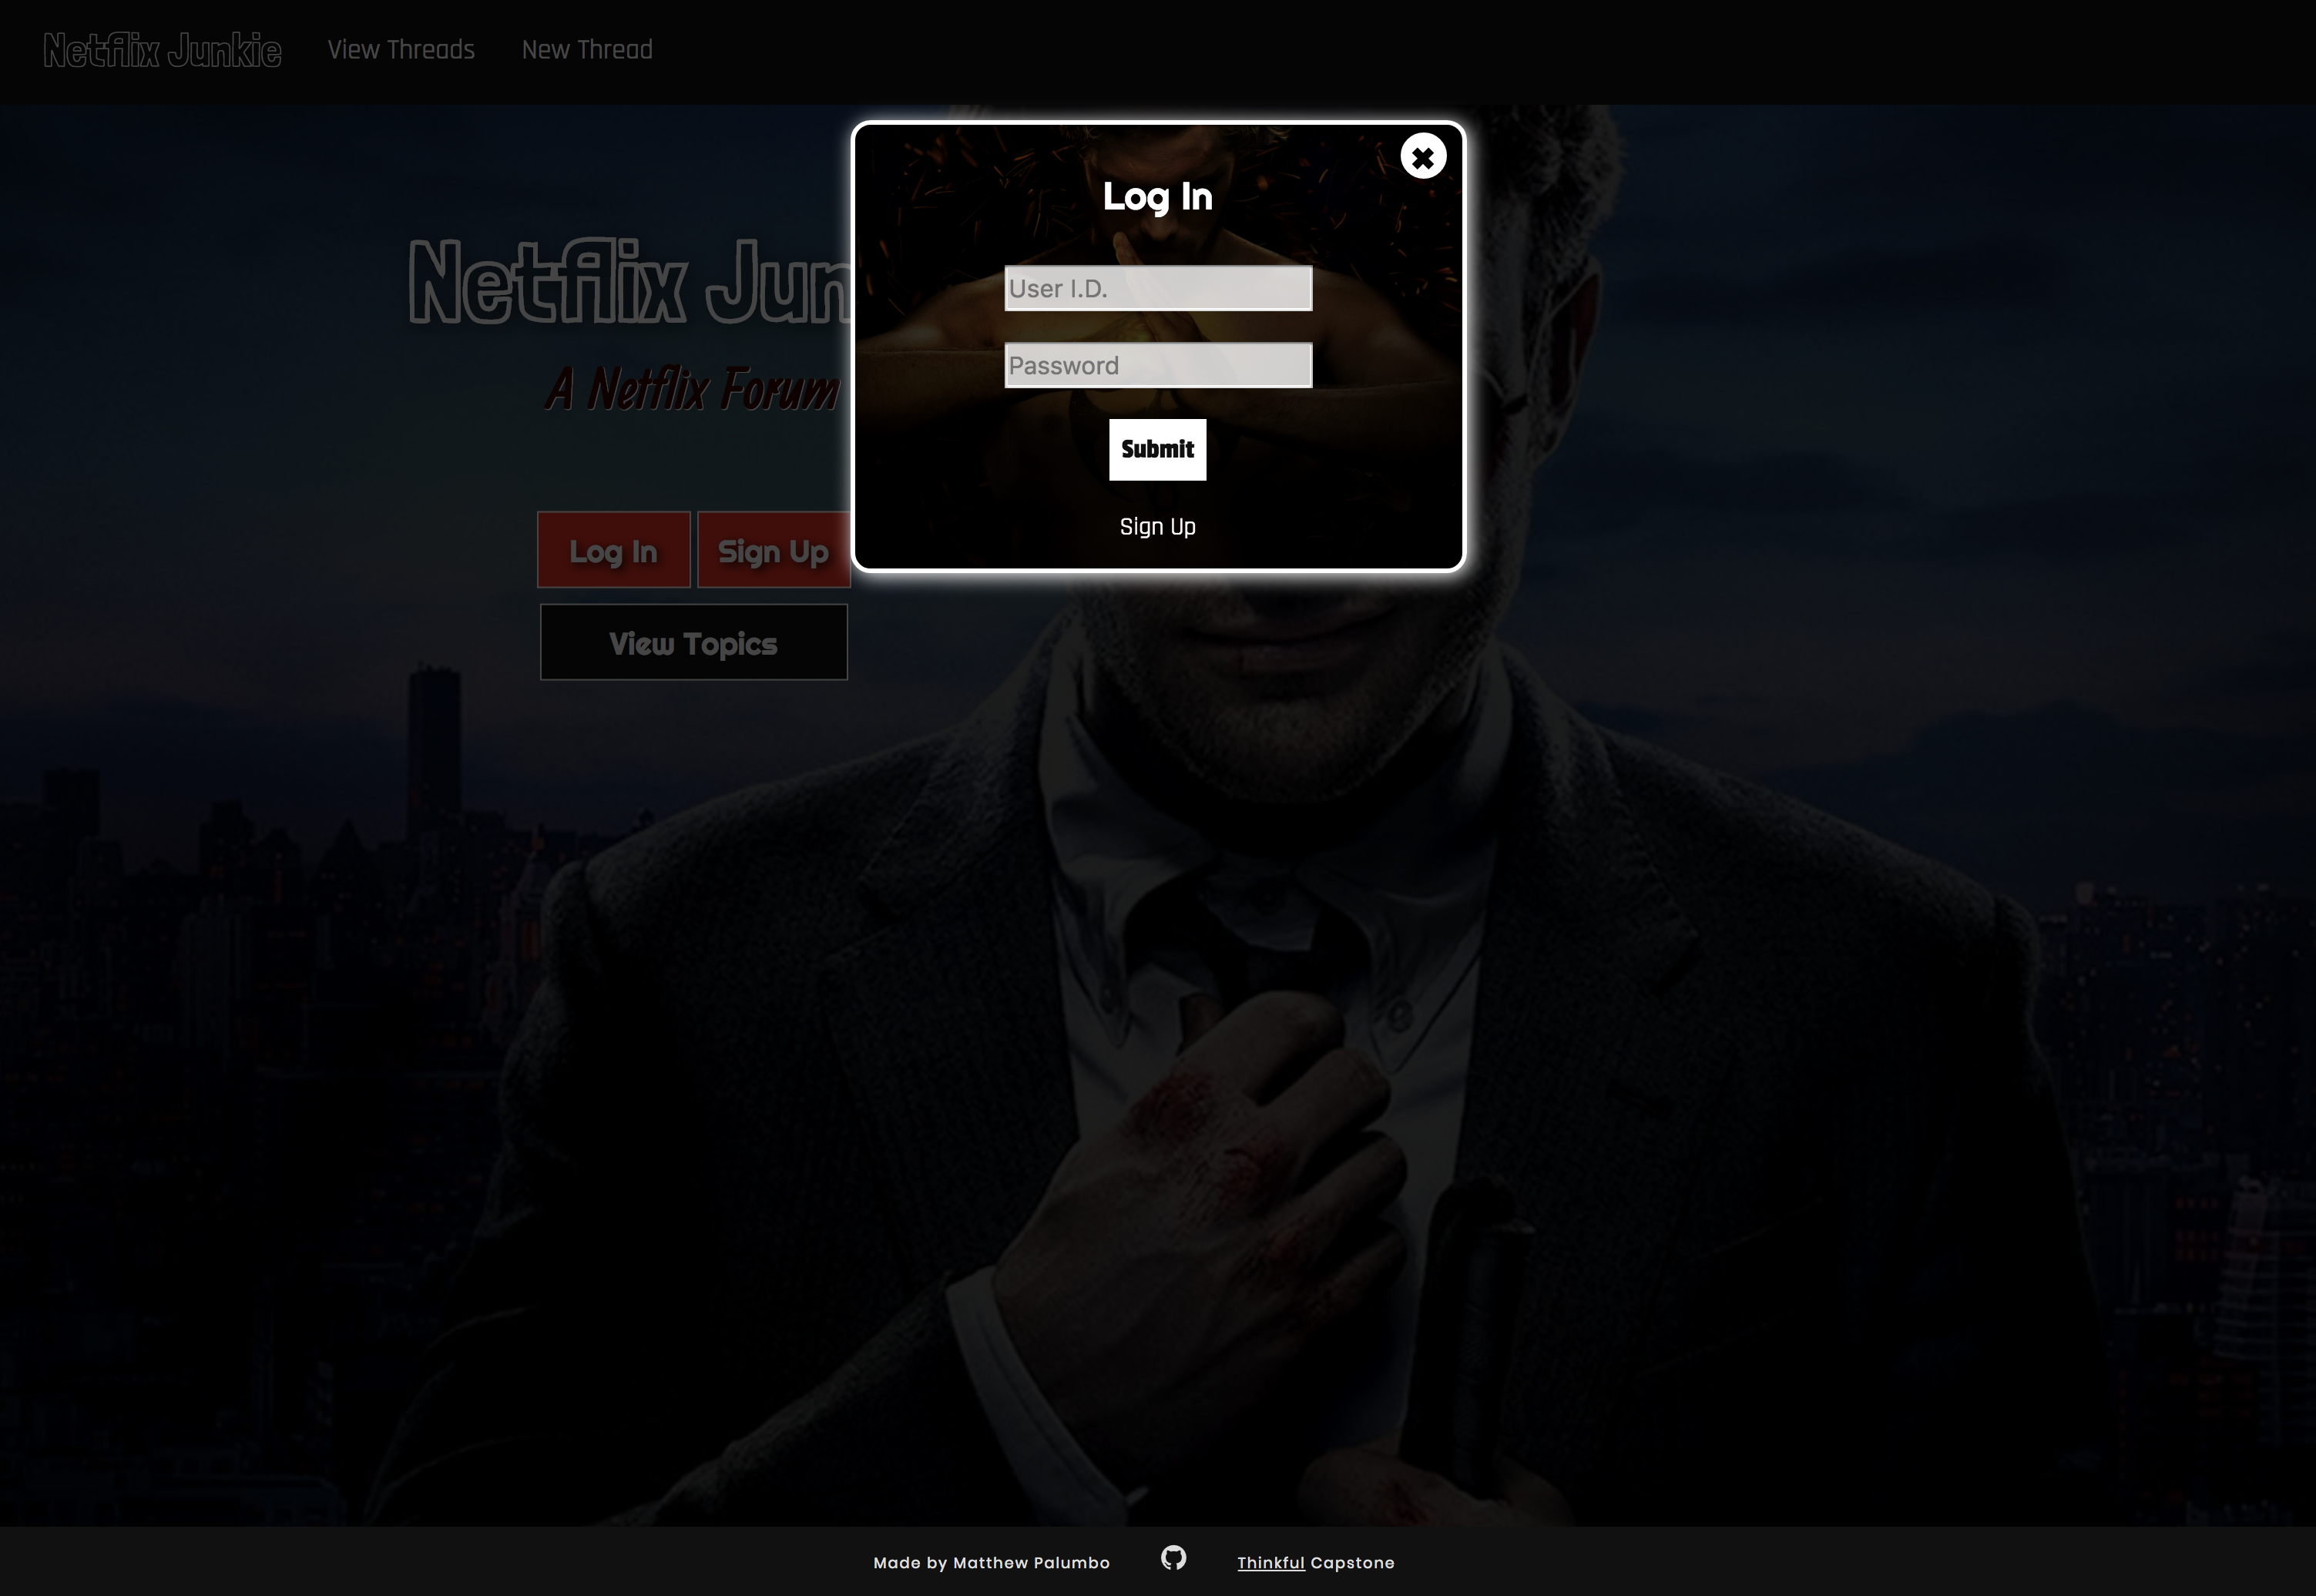 Netflix Junkie View Threads New Thread
Log In
User I.D.
Password
Submit
Sign Up
Netflix Jun
A Netflix Forum
Log In Sign Up
View Topics
Made by Matthew Palumbo Thinkful Capstone